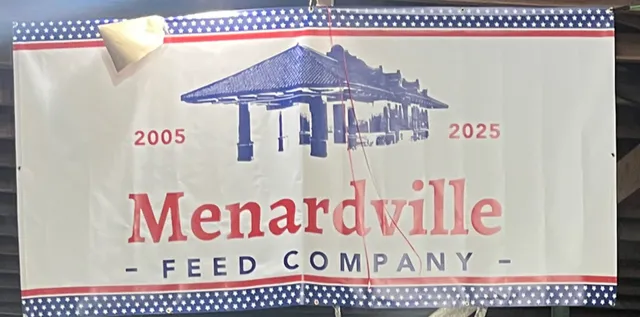 2005 2025
Menardville
- FEED COMPANY -